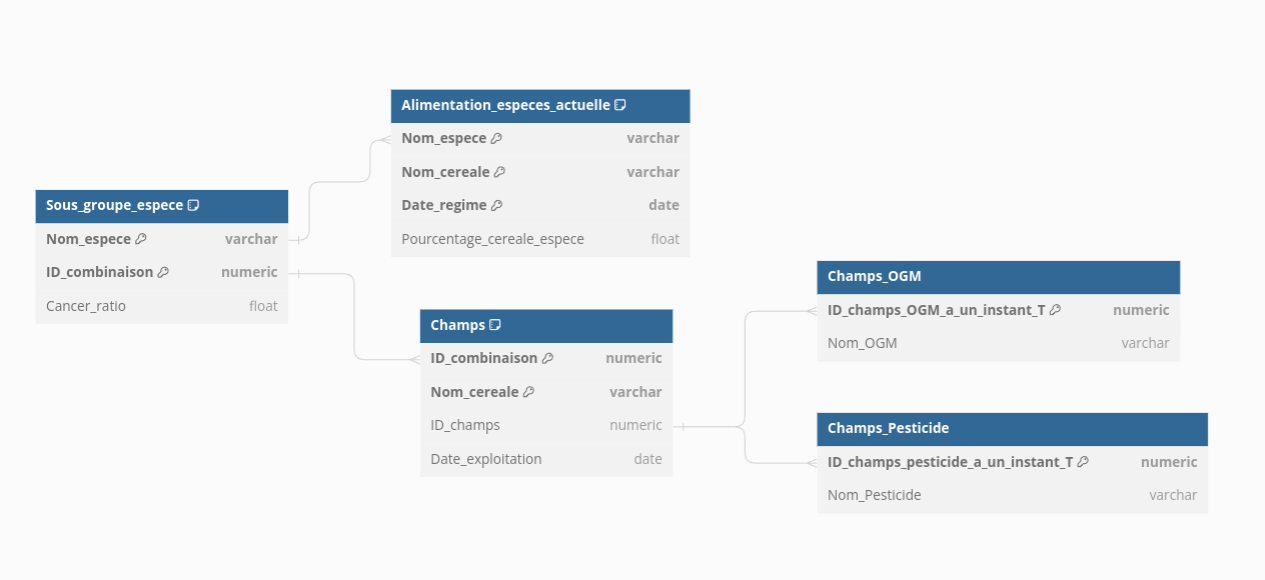 Sous_groupe_espece
Nom_espece varchar
ID_combinaison numeric
Cancer_ratio float
Alimentation_especes_actuelle
Nom_espece varchar
Nom_cereale varchar
Date_regime date
Pourcentage_cereale_espece float
Champs
ID_combinaison numeric
Nom_cereale varchar
ID_champs numeric
Date_exploitation date
Champs_OGM
ID_champs_OGM_a_un_instant_T numeric
Nom_OGM varchar
Champs_Pesticide
ID_champs_pesticide_a_un_instant_T numeric
Nom_Pesticide varchar